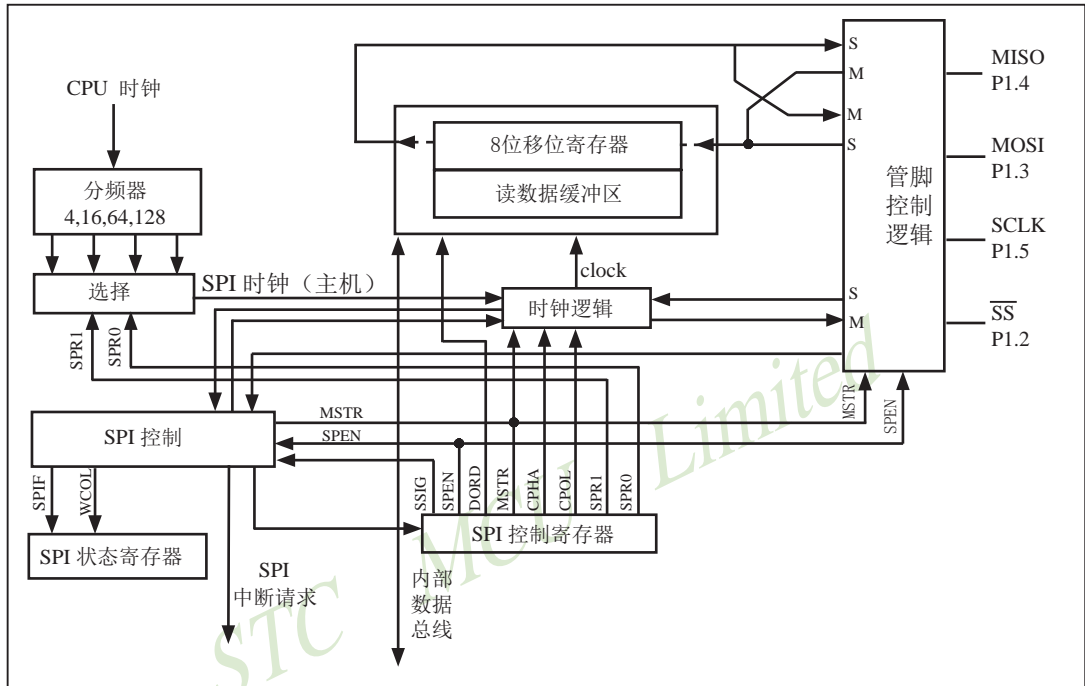 CPU 时钟
分频器
4,16,64,128
选择
SPI 时钟（主机）
SPR1
SPR0
8位移位寄存器
读数据缓冲区
clock
时钟逻辑
S
M
M
S
S
M
管脚
控制
逻辑
MISO
P1.4
MOSI
P1.3
SCLK
P1.5
SS
P1.2
MSTR
SPEN
SPI 控制
MSTR
SPEN
SPIF
WCOL
SPI 状态寄存器
SPI
中断请求
SSIG
SPEN
DORD
MSTR
CPHA
CPOL
SPR1
SPR0
SPI 控制寄存器
内部
数据
总线
STC MCU Limited